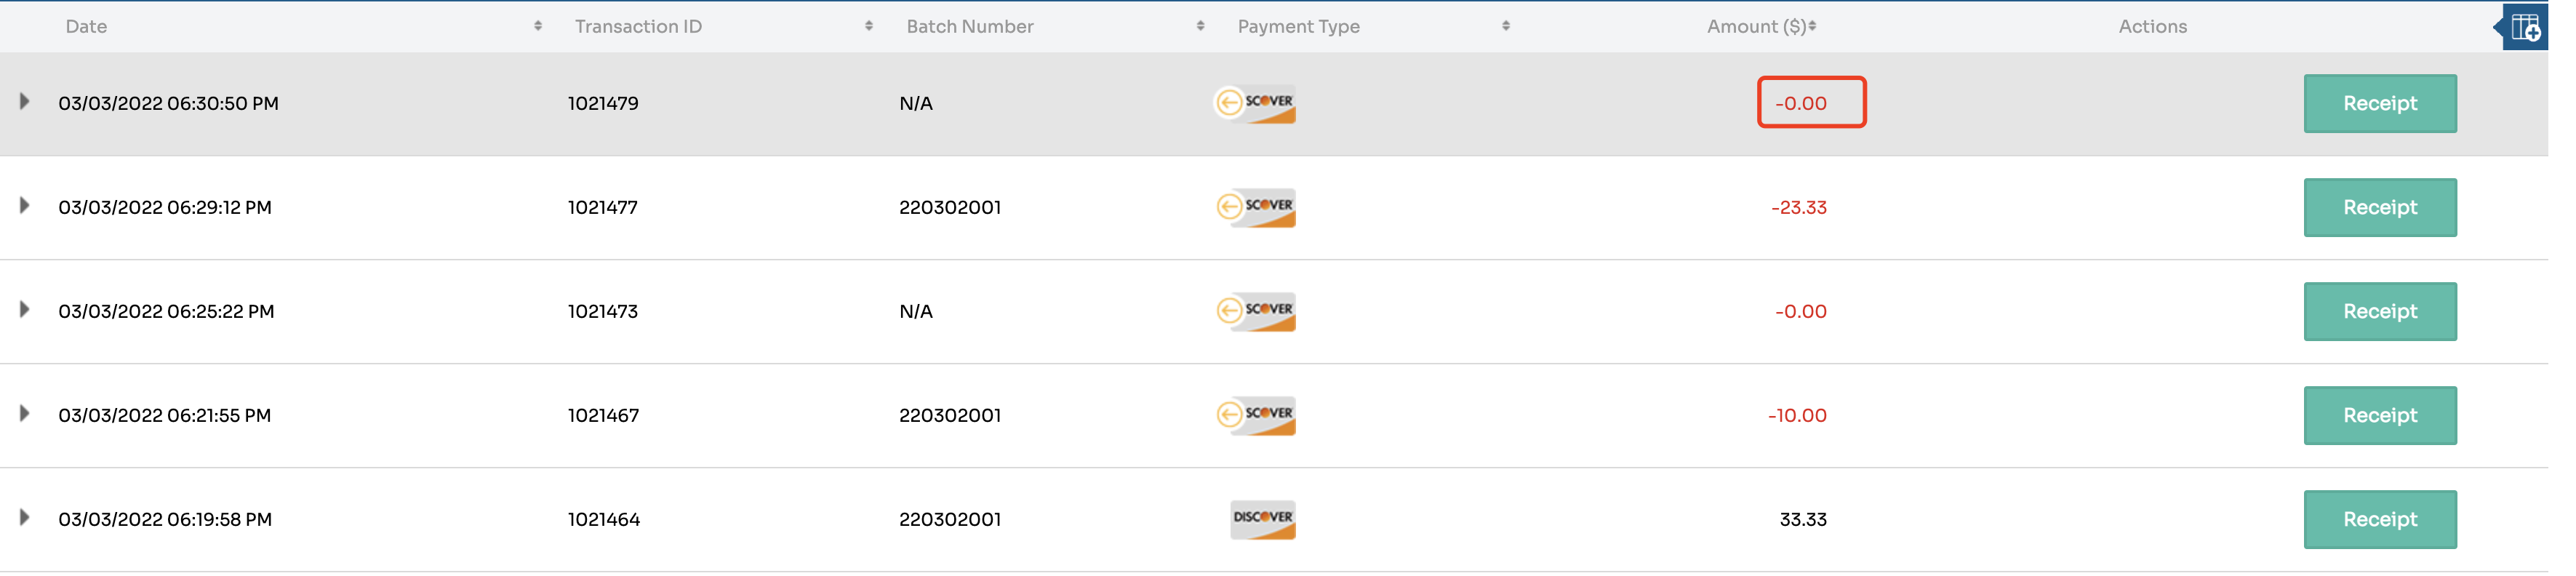 Date Transaction ID Batch Number Payment Type Amount ($) Actions
03/03/2022 06:30:50 PM 1021479 N/A SCOVER -0.00 Receipt
03/03/2022 06:29:12 PM 1021477 220302001 SCOVER -23.33 Receipt
03/03/2022 06:25:22 PM 1021473 N/A SCOVER -0.00 Receipt
03/03/2022 06:21:55 PM 1021467 220302001 SCOVER -10.00 Receipt
03/03/2022 06:19:58 PM 1021464 220302001 DISCOVER 33.33 Receipt